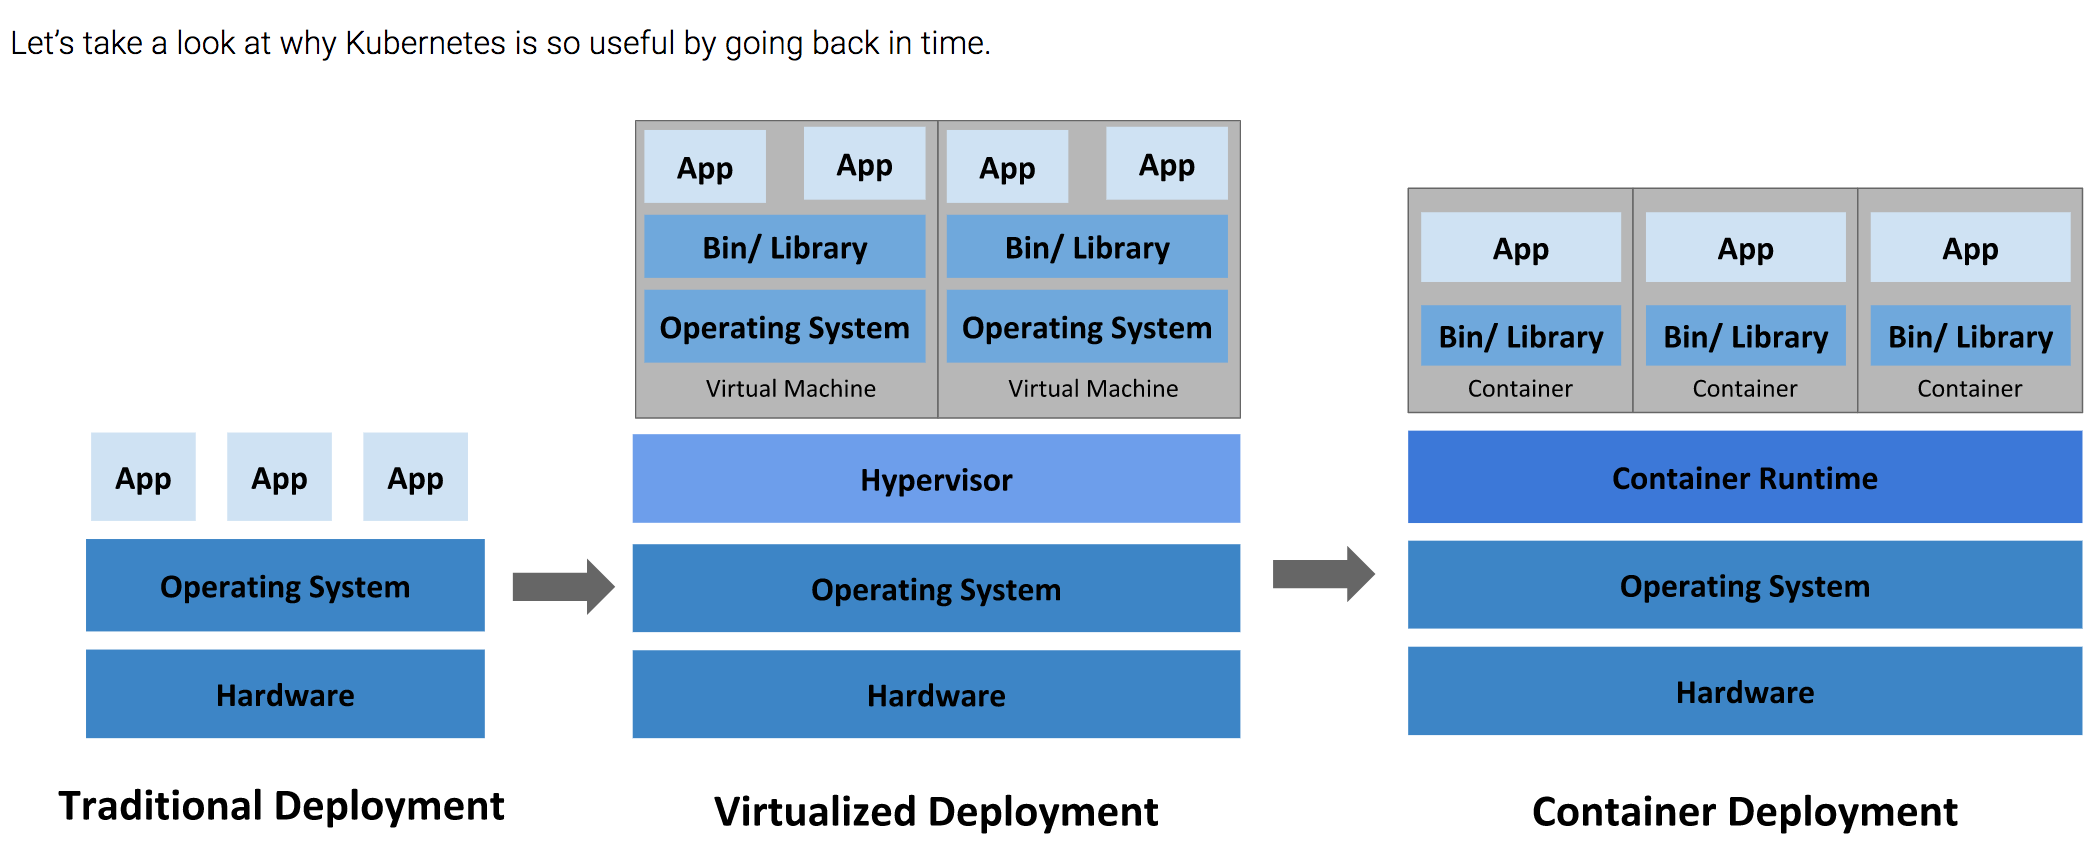 Let’s take a look at why Kubernetes is so useful by going back in time.
App App App
Operating System
Hardware
Traditional Deployment
App App App App
Bin/ Library Bin/ Library
Operating System Operating System
Virtual Machine Virtual Machine
Hypervisor
Operating System
Hardware
Virtualized Deployment
App App App
Bin/ Library Bin/ Library Bin/ Library
Container Container Container
Container Runtime
Operating System
Hardware
Container Deployment